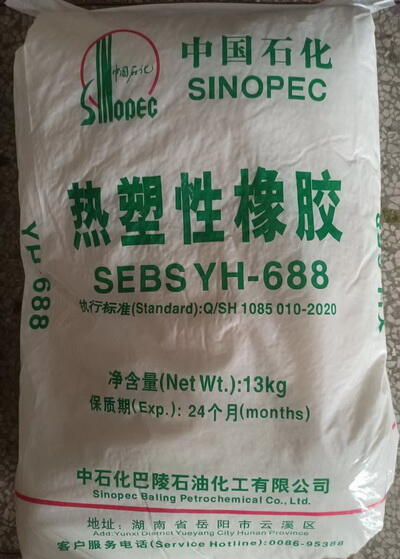 中国石化
SINOPEC
中国石化
SINOPEC
热塑性橡胶
SEBS YH-688
YH-688
执行标准(Standard):Q/SH 1085 010-2020
净含量(Net Wt.):13kg
保质期(Exp.): 24个月(months)
中石化巴陵石油化工有限公司
Sinopec Baling Petrochemical Co., Ltd.
地址: 湖南省岳阳市云溪区
Add:Yunxi District Yueyang City Hunan Province
客户服务电话(Service Hotline):0086-95388